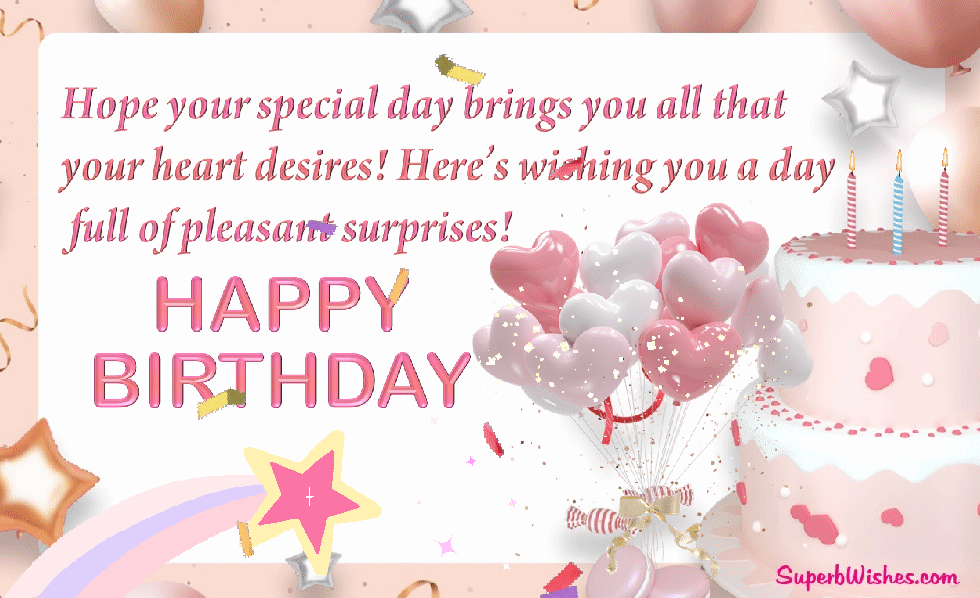 Hope your special day brings you all that
your heart desires! Here's wishing you a day
full of pleasant surprises!
HAPPY
BIRTHDAY
SuperbWishes.com